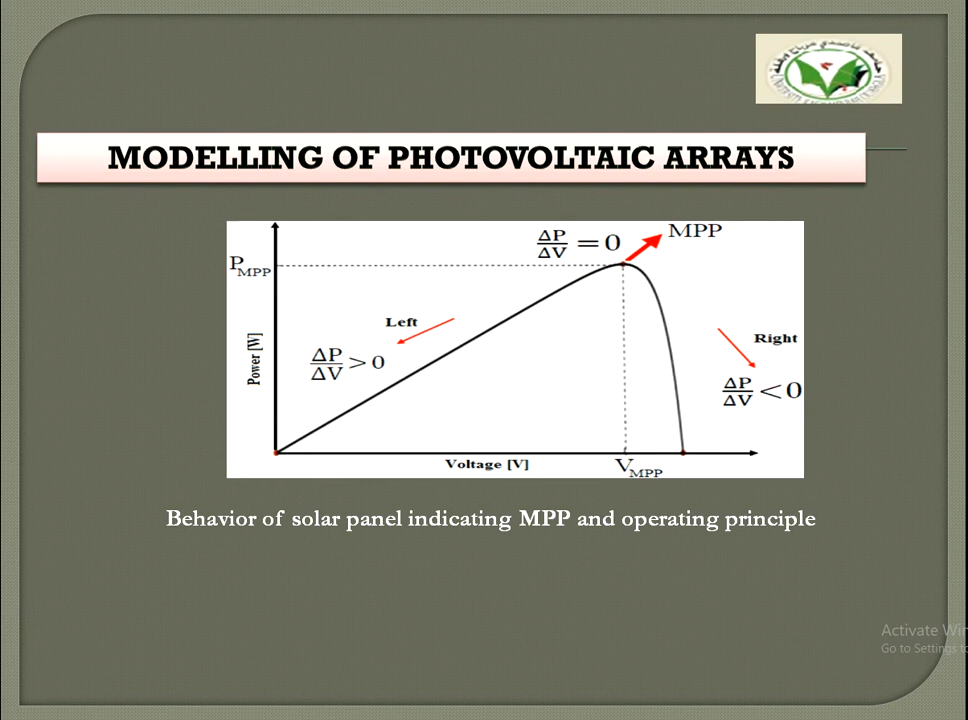 MODELLING OF PHOTOVOLTAIC ARRAYS
ΔP/ΔV = 0
MPP
P_MPP
Left
Right
Power [W]
ΔP/ΔV > 0
ΔP/ΔV < 0
Voltage [V]
V_MPP
Behavior of solar panel indicating MPP and operating principle
Activate Win
Go to Settings to